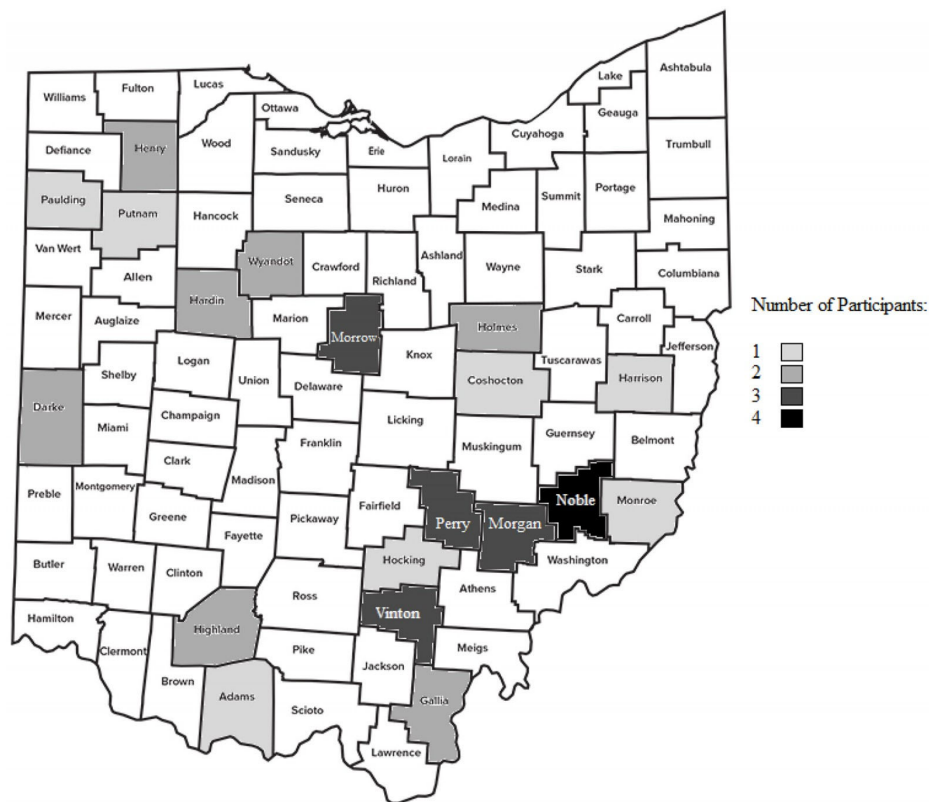 Ashtabula
Lake
Lucas
Fulton
Williams
Geauga
Ottawa
Cuyahoga
Wood
Trumbull
Henry
Defiance
Sandusky
Erie
Lorain
Huron
Summit
Portage
Seneca
Medina
Paulding
Putnam
Hancock
Mahoning
Van Wert
Ashland
Wyandot
Crawford
Wayne
Stark
Columbiana
Allen
Richland
Hardin
Number of Participants:
Mercer
Auglaize
Marion
Morrow
Holmes
Carroll
Jefferson
1
Knox
Tuscarawas
Logan
Shelby
Union
Delaware
Coshocton
Harrison
2
3
Darke
Champaign
Licking
4
Miami
Franklin
Muskingum
Guernsey
Belmont
Clark
Madison
Preble
Montgomery
Fairfield
Noble
Monroe
Greene
Pickaway
Perry
Morgan
Fayette
Hocking
Washington
Butler
Warren
Clinton
Athens
Ross
Vinton
Hamilton
Highland
Clermont
Pike
Meigs
Jackson
Brown
Adams
Gallia
Scioto
Lawrence